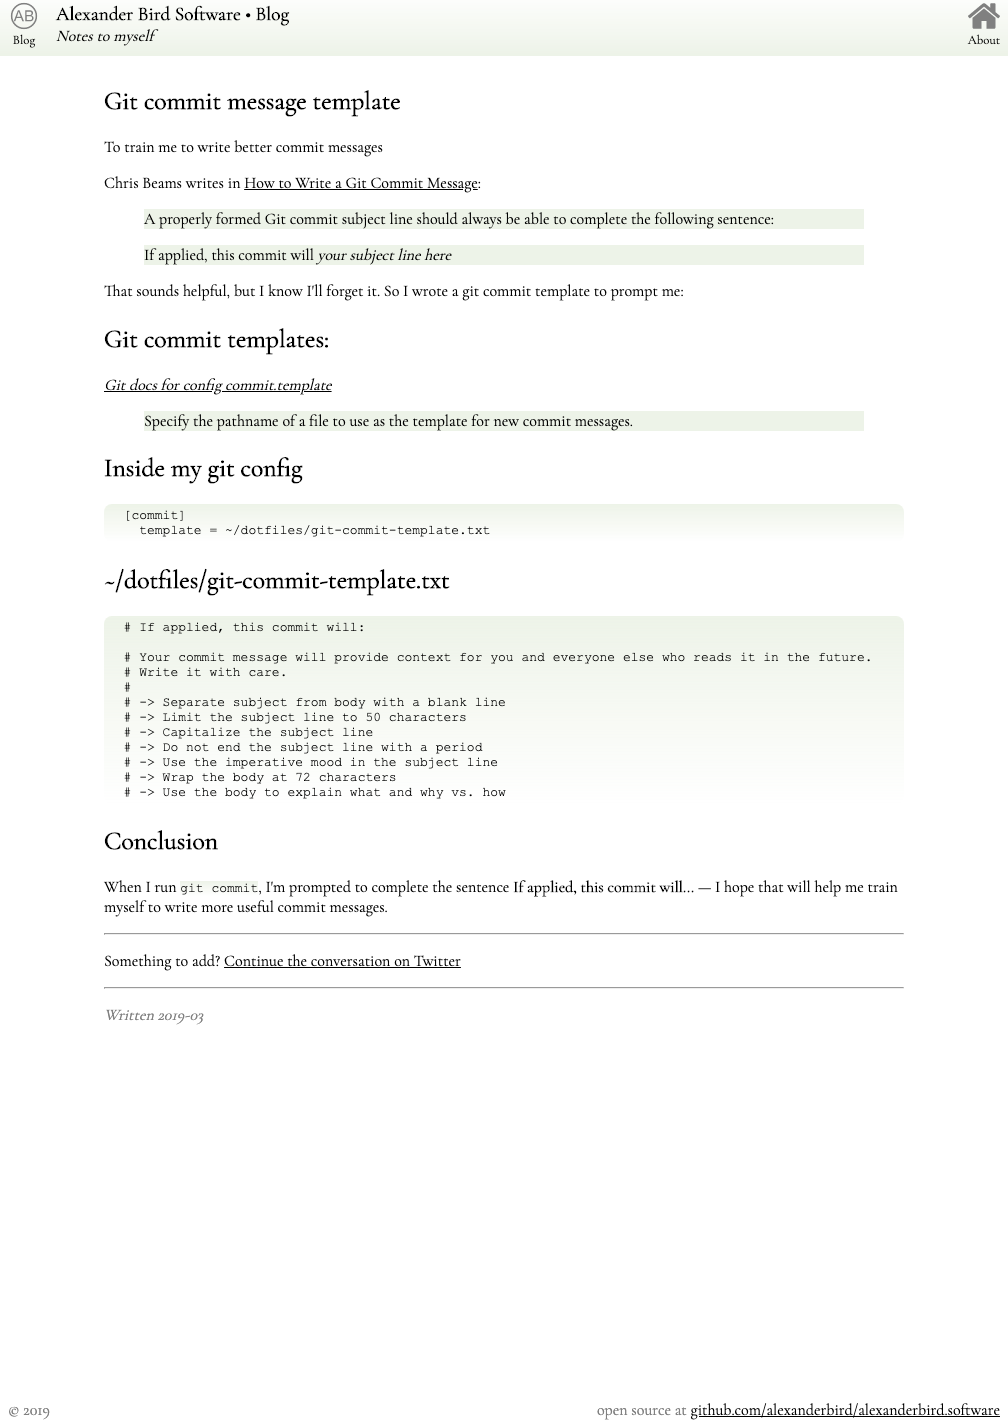 AB
Blog
Alexander Bird Software • Blog
Notes to myself
About
Git commit message template
To train me to write better commit messages
Chris Beams writes in How to Write a Git Commit Message:
A properly formed Git commit subject line should always be able to complete the following sentence:
If applied, this commit will your subject line here
That sounds helpful, but I know I'll forget it. So I wrote a git commit template to prompt me:
Git commit templates:
Git docs for config commit.template
Specify the pathname of a file to use as the template for new commit messages.
Inside my git config
[commit]
  template = ~/dotfiles/git-commit-template.txt
~/dotfiles/git-commit-template.txt
# If applied, this commit will:
# Your commit message will provide context for you and everyone else who reads it in the future.
# Write it with care.
#
# -> Separate subject from body with a blank line
# -> Limit the subject line to 50 characters
# -> Capitalize the subject line
# -> Do not end the subject line with a period
# -> Use the imperative mood in the subject line
# -> Wrap the body at 72 characters
# -> Use the body to explain what and why vs. how
Conclusion
When I run git commit, I'm prompted to complete the sentence If applied, this commit will... — I hope that will help me train
myself to write more useful commit messages.
Something to add? Continue the conversation on Twitter
Written 2019-03
© 2019
open source at github.com/alexanderbird/alexanderbird.software